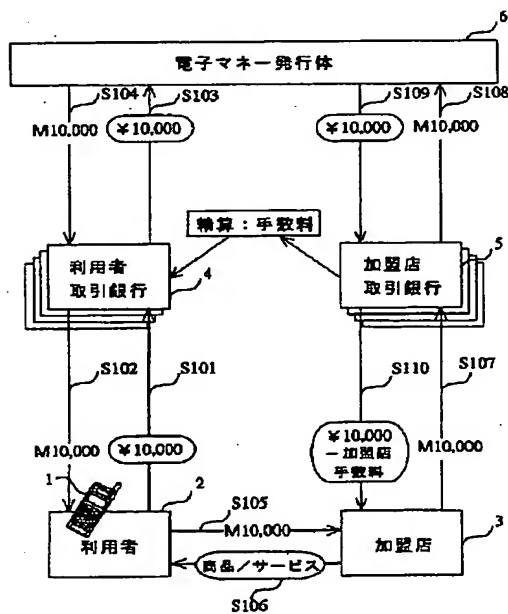 6
電子マネー発行体
S104
S103
S109
S108
M10,000
¥10,000
¥10,000
M10,000
精算:手数料
利用者
取引銀行
4
加盟店
取引銀行
5
S102
S101
S110
S107
M10,000
¥10,000
¥10,000
-加盟店
手数料
M10,000
1
2
S105
M10,000
利用者
加盟店
3
商品/サービス
S106